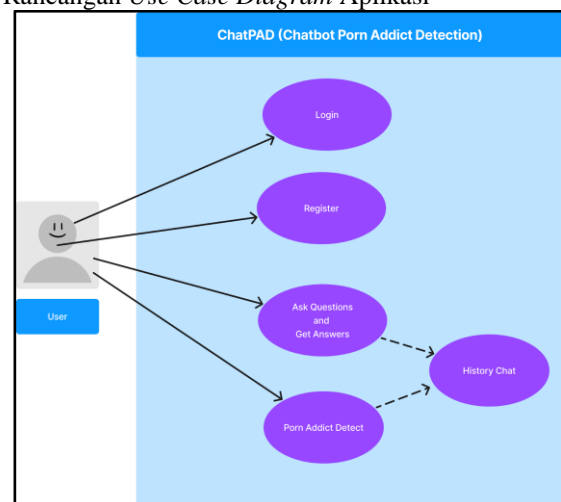 Rancangan Use Case Diagram Aplikasi
ChatPAD (Chatbot Porn Addict Detection)
Login
Register
User
Ask Questions
and
Get Answers
History Chat
Porn Addict Detect